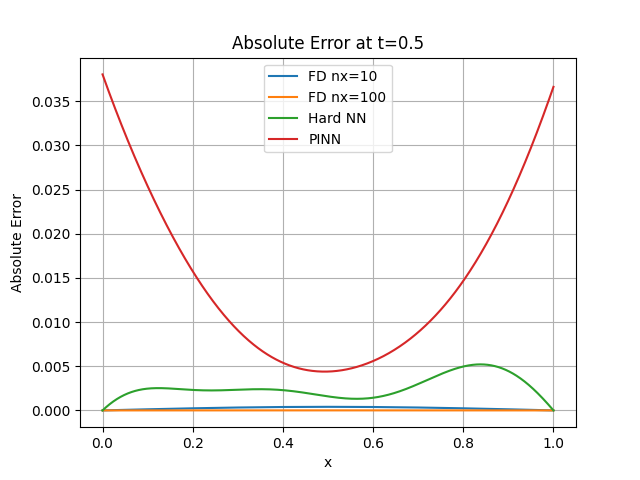 Absolute Error at t=0.5
FD nx=10
FD nx=100
Hard NN
PINN
Absolute Error
0.035
0.030
0.025
0.020
0.015
0.010
0.005
0.000
0.0 0.2 0.4 0.6 0.8 1.0
x